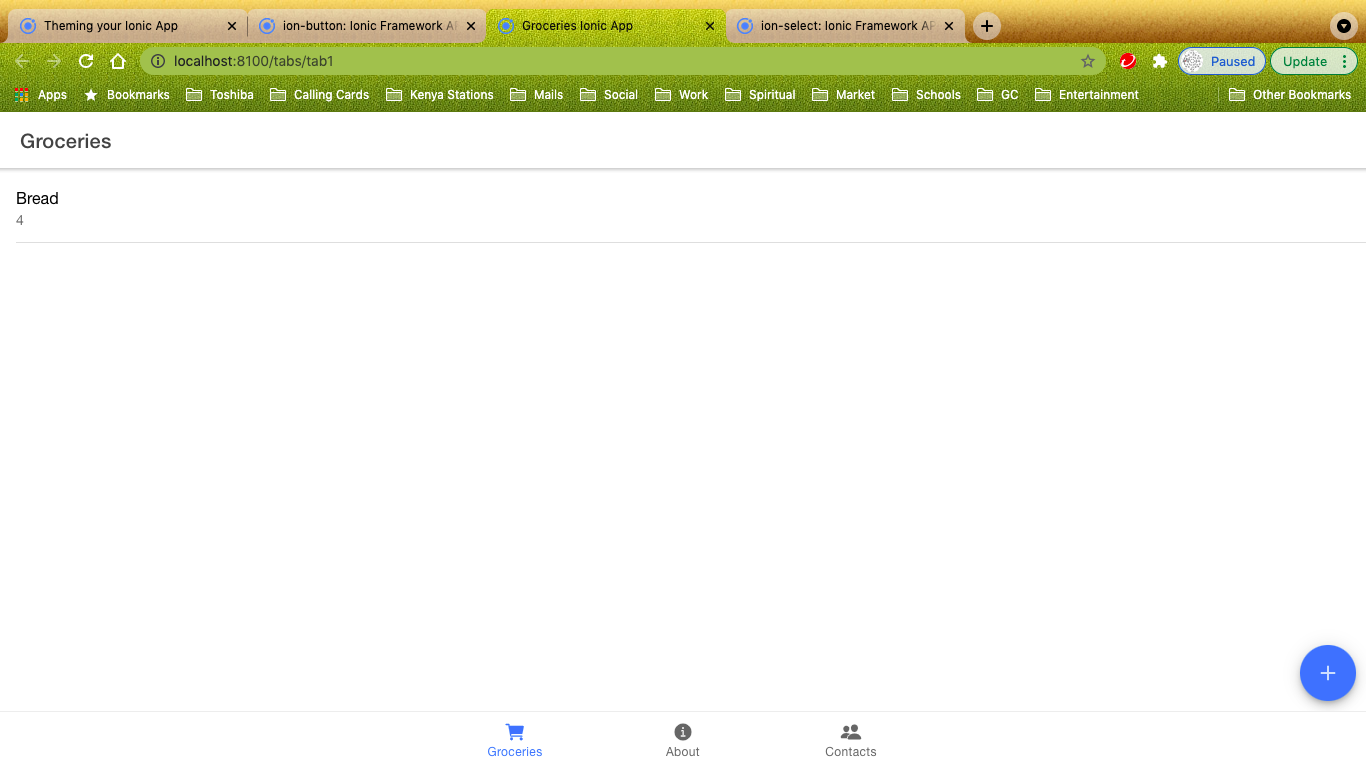 Theming your Ionic App
ion-button: Ionic Framework AP
Groceries Ionic App
ion-select: Ionic Framework AP
localhost:8100/tabs/tab1
Paused
Update
Apps
Bookmarks
Toshiba
Calling Cards
Kenya Stations
Mails
Social
Work
Spiritual
Market
Schools
GC
Entertainment
Other Bookmarks
Groceries
Bread
4
Groceries
About
Contacts